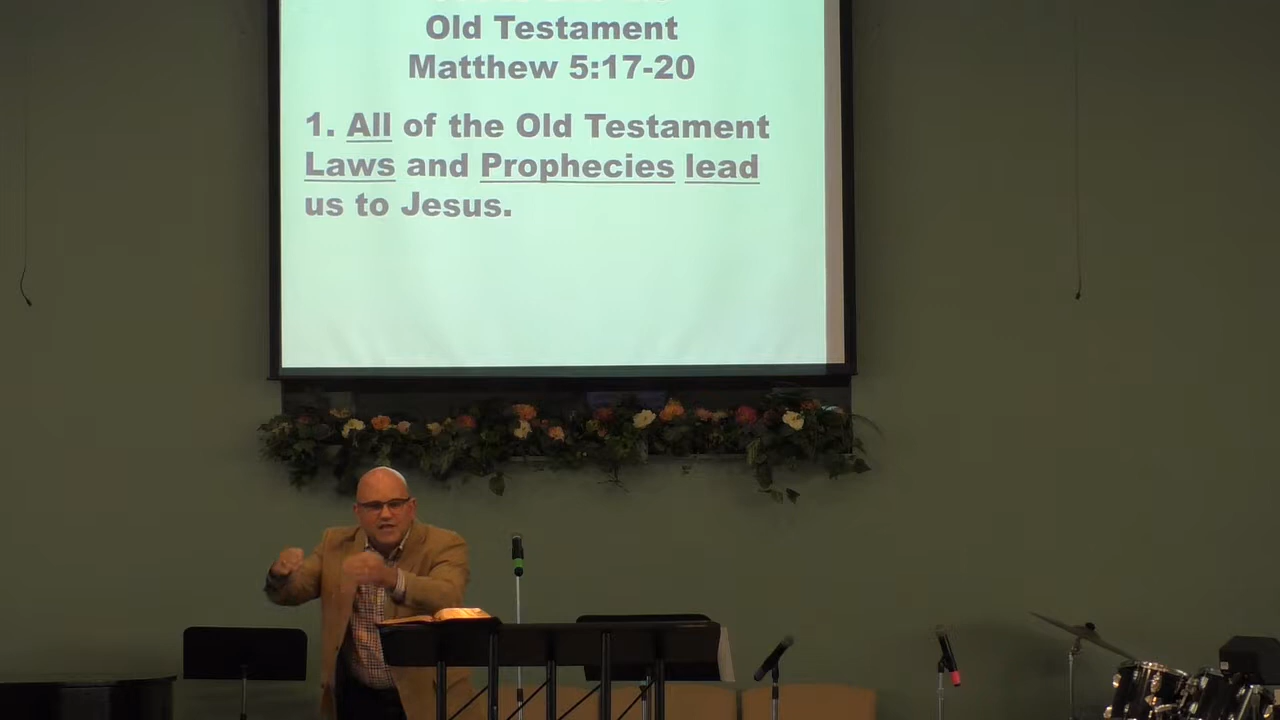 Old Testament
Matthew 5:17-20
1. All of the Old Testament
Laws and Prophecies lead
us to Jesus.